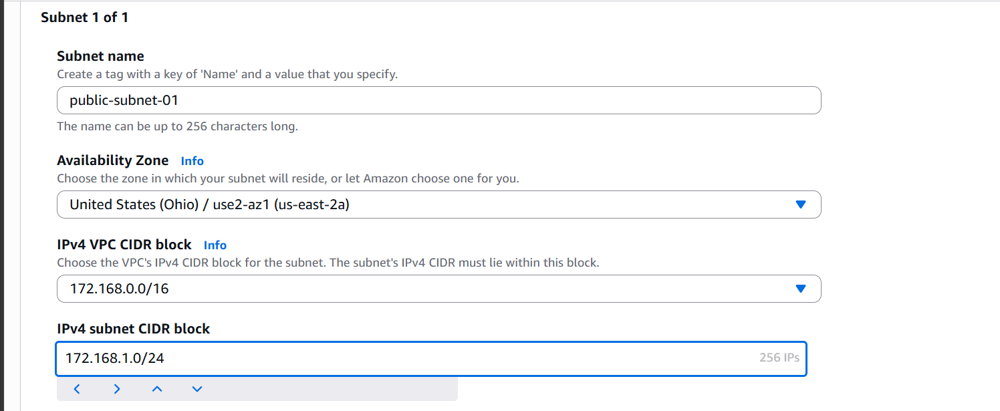 Subnet 1 of 1
Subnet name
Create a tag with a key of 'Name' and a value that you specify.
public-subnet-01
The name can be up to 256 characters long.
Availability Zone Info
Choose the zone in which your subnet will reside, or let Amazon choose one for you.
United States (Ohio) / use2-az1 (us-east-2a)
IPv4 VPC CIDR block Info
Choose the VPC's IPv4 CIDR block for the subnet. The subnet's IPv4 CIDR must lie within this block.
172.168.0.0/16
IPv4 subnet CIDR block
172.168.1.0/24 256 IPs